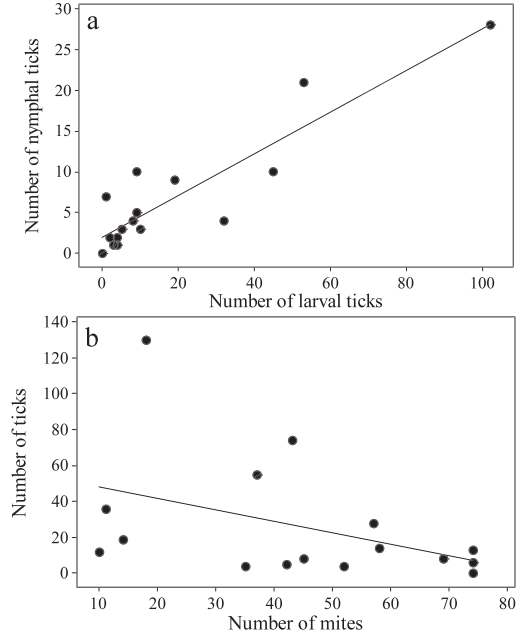 a
30
25
20
15
10
5
0
Number of nymphal ticks
0 20 40 60 80 100
Number of larval ticks
b
140
120
100
80
60
40
20
0
Number of ticks
10 20 30 40 50 60 70 80
Number of mites